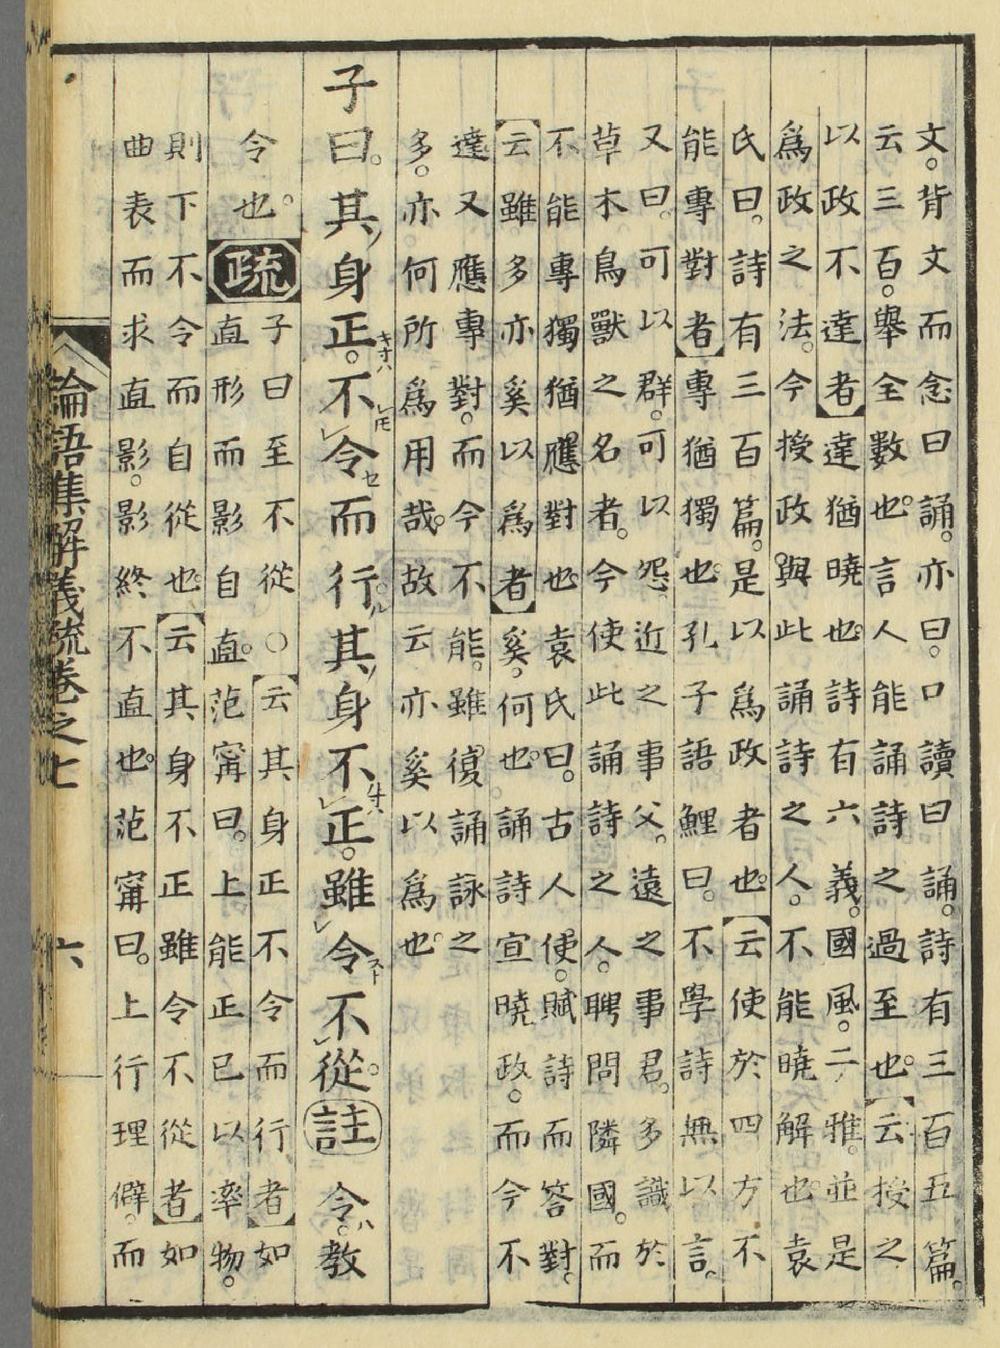 文。背文而念曰誦。亦曰。口讀曰誦。詩有三百五篇。
云三百。舉全數也。言人能誦詩之過至也。【云授之
以政不達者】達猶曉也。詩有六義。國風。二雅。並是
爲政之法。今授政與此誦詩之人。不能曉解也。袁
氏曰。詩有三百篇。是以爲政者也。【云使於四方不
能專對者】專猶獨也。孔子語鯉曰。不學詩無以言。
又曰。可以群。可以怨。近之事父。遠之事君。多識於
草木鳥獸之名者。今使此誦詩之人。聘問隣國。而
不能專獨猶應對也。袁氏曰。古人使。賦詩而答對。
【云雖多亦奚以爲者】奚。何也。誦詩宣曉政。而今不
達又應專對。而今不能。雖復誦詠之
多。亦何所爲用哉。故云亦奚以爲也。
子曰。其身正。不令而行。其身不正。雖令不從。註令。教
令也。疏
子曰至不從○【云其身正不令而行者】如
直形而影自直。范甯曰。上能正己以率物。
則下不令而自從也。【云其身不正雖令不從者】如
曲表而求直影。影終不直也。范甯曰。上行理僻。而
論語集解義疏卷之七 六